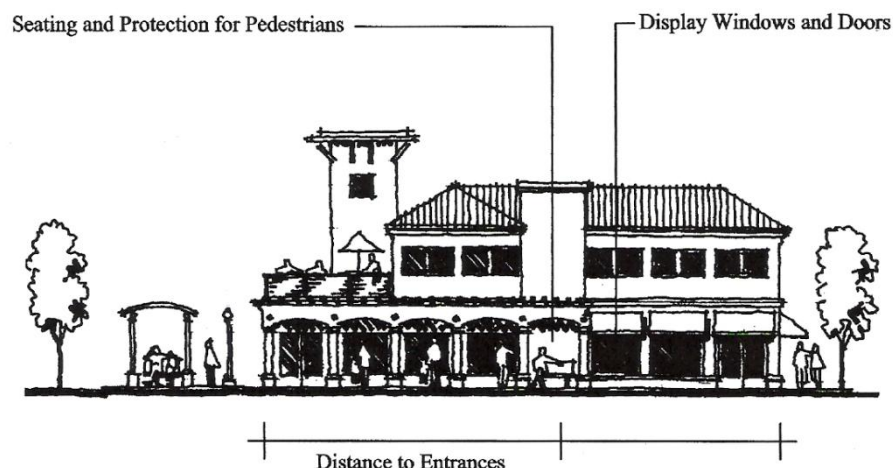 Seating and Protection for Pedestrians
Display Windows and Doors
Distance to Entrances